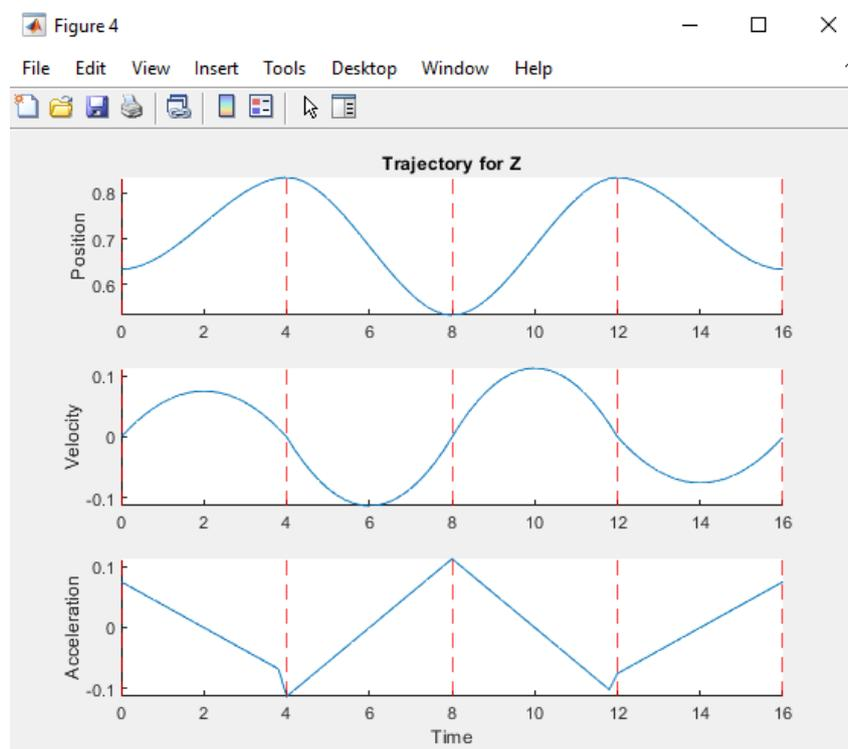 Figure 4
File Edit View Insert Tools Desktop Window Help
Trajectory for Z
Position
0.8
0.7
0.6
0 2 4 6 8 10 12 14 16
Velocity
0.1
0
-0.1
0 2 4 6 8 10 12 14 16
Acceleration
0.1
0
-0.1
0 2 4 6 8 10 12 14 16
Time